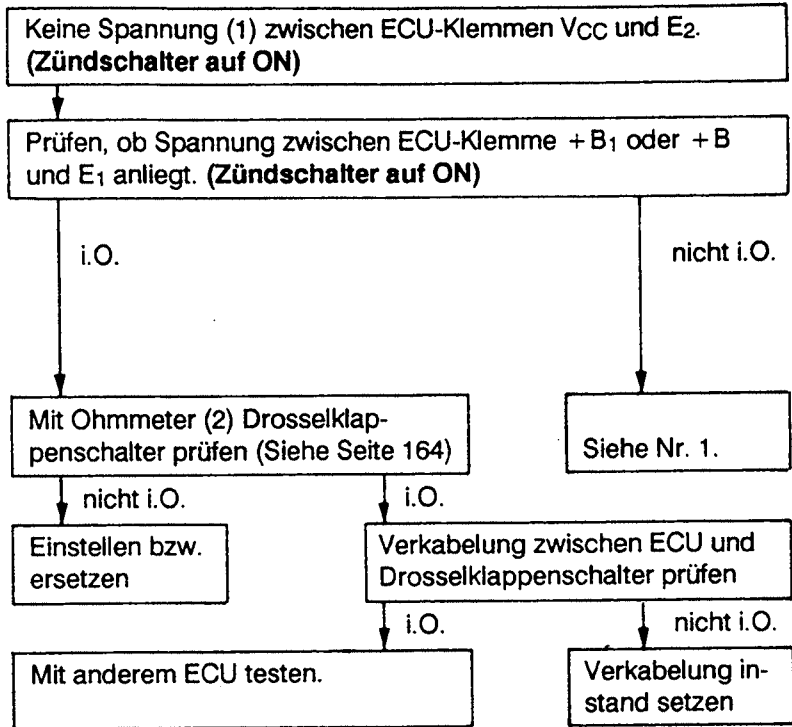 Keine Spannung (1) zwischen ECU-Klemmen VCC und E2.
(Zündschalter auf ON)
Prüfen, ob Spannung zwischen ECU-Klemme +B1 oder +B
und E1 anliegt. (Zündschalter auf ON)
i.O.
nicht i.O.
Mit Ohmmeter (2) Drosselklap-
penschalter prüfen (Siehe Seite 164)
Siehe Nr. 1.
nicht i.O.
i.O.
Einstellen bzw.
ersetzen
Verkabelung zwischen ECU und
Drosselklappenschalter prüfen
i.O.
nicht i.O.
Mit anderem ECU testen.
Verkabelung in-
stand setzen